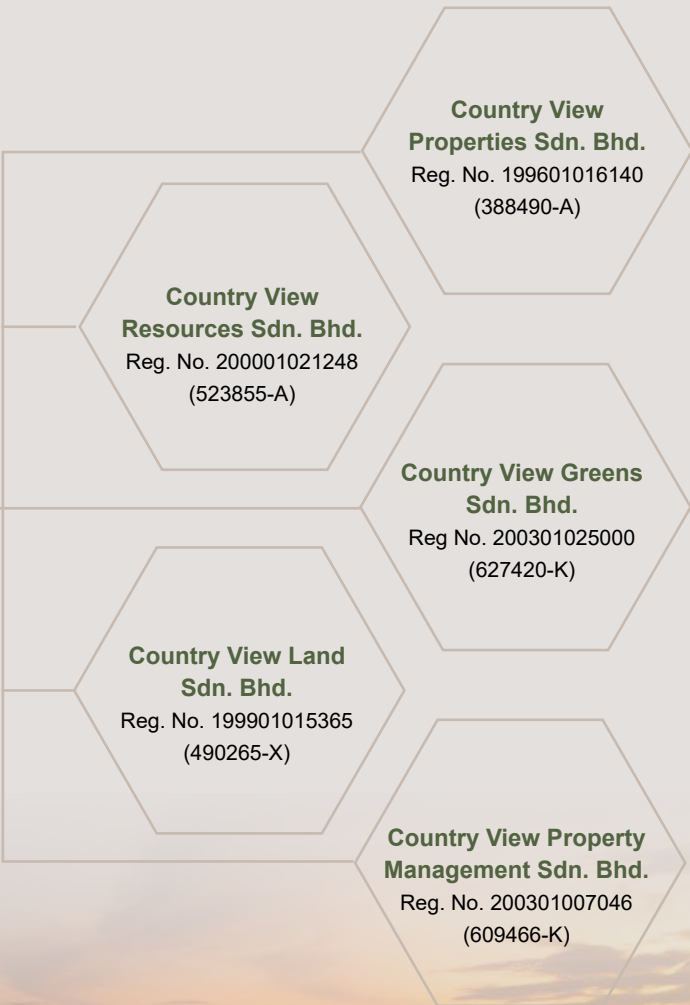 Country View
Properties Sdn. Bhd.
Reg. No. 199601016140
(388490-A)
Country View
Resources Sdn. Bhd.
Reg. No. 200001021248
(523855-A)
Country View Greens
Sdn. Bhd.
Reg No. 200301025000
(627420-K)
Country View Land
Sdn. Bhd.
Reg. No. 199901015365
(490265-X)
Country View Property
Management Sdn. Bhd.
Reg. No. 200301007046
(609466-K)